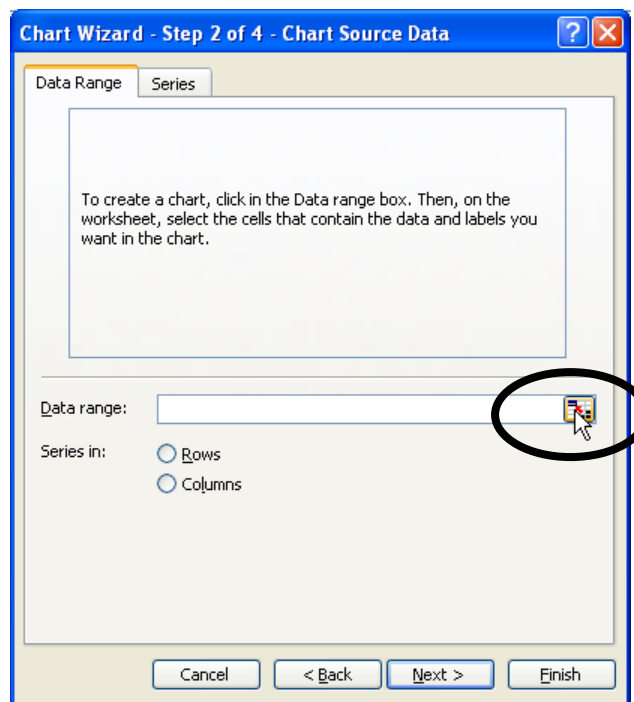 Chart Wizard - Step 2 of 4 - Chart Source Data
?
Data Range Series
To create a chart, click in the Data range box. Then, on the
worksheet, select the cells that contain the data and labels you
want in the chart.
Data range:
Series in:
Rows
Columns
Cancel < Back Next > Finish